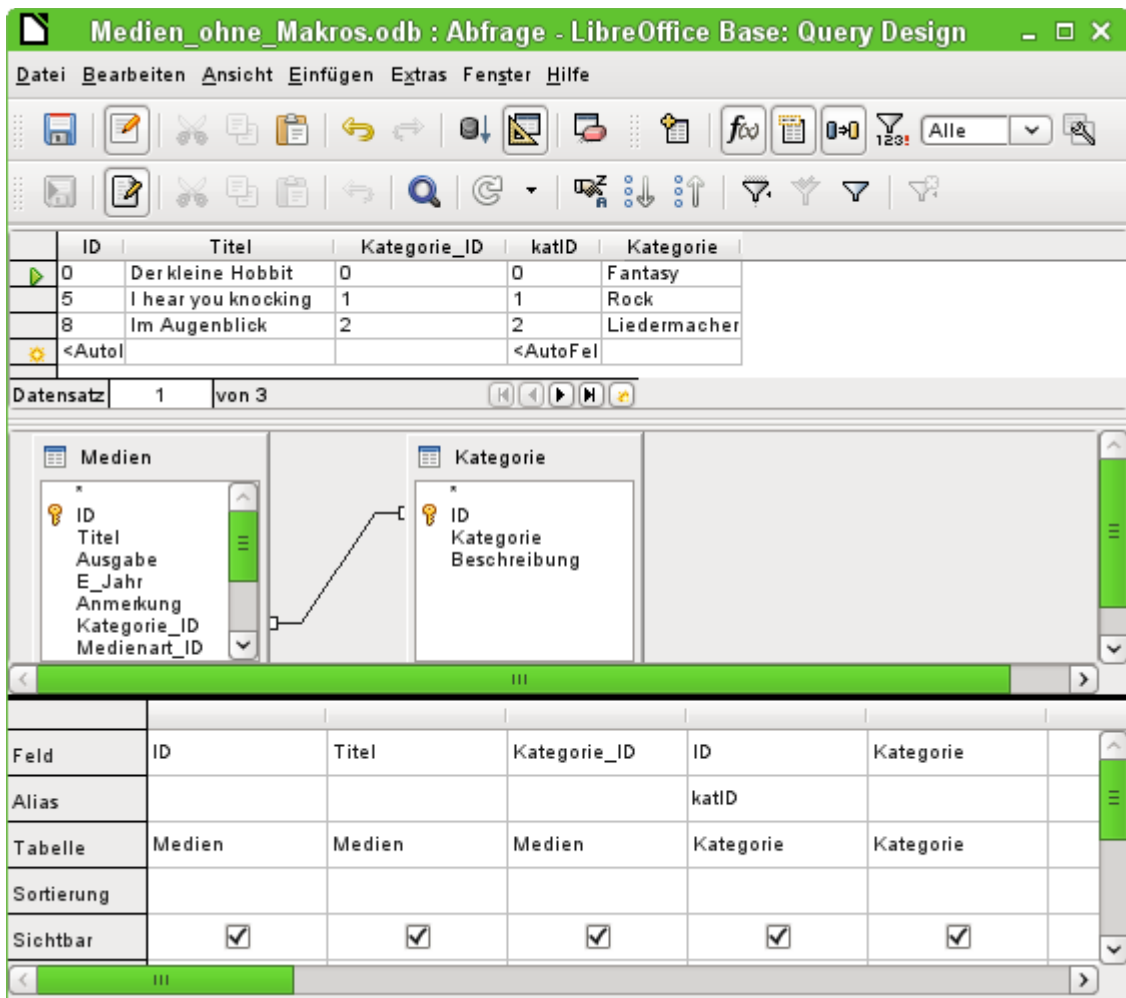 Medien_ohne_Makros.odb : Abfrage - LibreOffice Base: Query Design
Datei Bearbeiten Ansicht Einfügen Extras Fenster Hilfe
f(x) 123! Alle
Z A
ID Titel Kategorie_ID katID Kategorie
0 Der kleine Hobbit 0 0 Fantasy
5 I hear you knocking 1 1 Rock
8 Im Augenblick 2 2 Liedermacher
<AutoI <AutoFel
Datensatz 1 von 3
Medien
*
ID
Titel
Ausgabe
E_Jahr
Anmerkung
Kategorie_ID
Medienart_ID
Kategorie
*
ID
Kategorie
Beschreibung
Feld ID Titel Kategorie_ID ID Kategorie
Alias katID
Tabelle Medien Medien Medien Kategorie Kategorie
Sortierung
Sichtbar